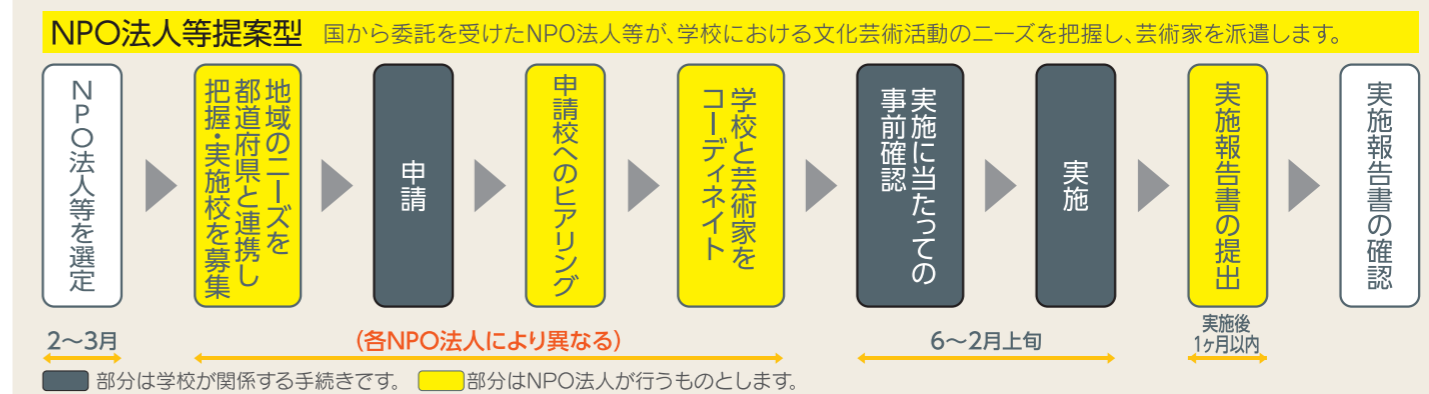 NPO法人等提案型 国から委託を受けたNPO法人等が、学校における文化芸術活動のニーズを把握し、芸術家を派遣します。
NPO法人等を選定
地域のニーズを
都道府県と連携し
把握・実施校を募集
申請
申請校へのヒアリング
学校と芸術家を
コーディネイト
実施に当たっての
事前確認
実施
実施報告書の提出
実施報告書の確認
2〜3月
(各NPO法人により異なる)
6〜2月上旬
実施後
1ヶ月以内
部分は学校が関係する手続きです。 部分はNPO法人が行うものとします。